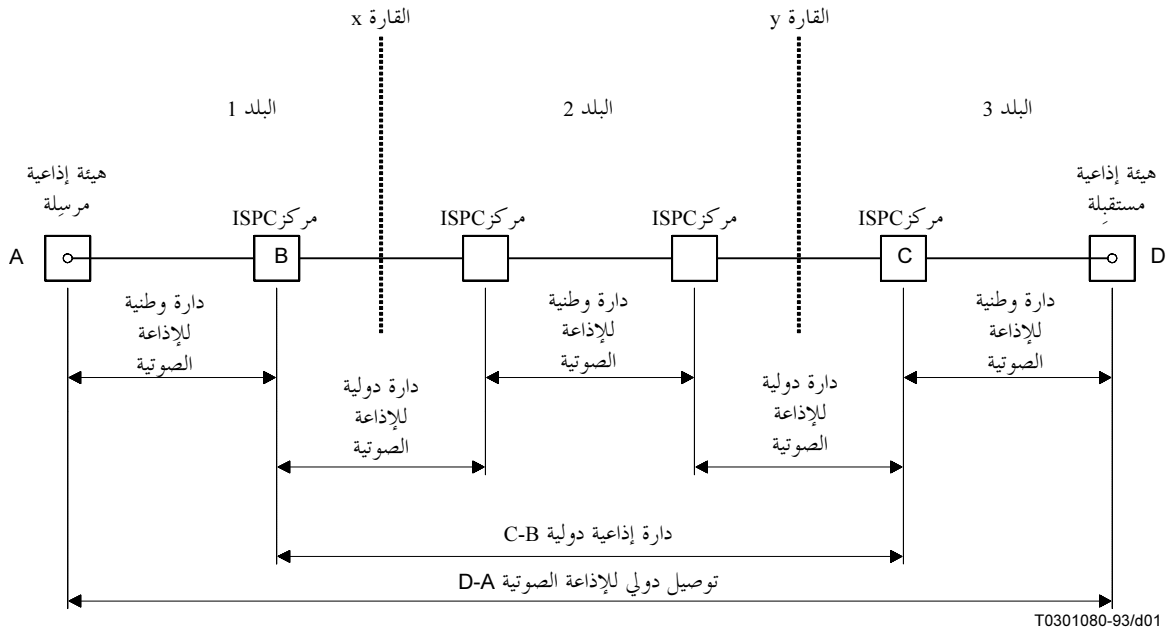 القارة x
القارة y
البلد 1
البلد 2
البلد 3
هيئة إذاعية
مرسِلة
هيئة إذاعية
مستقبِلة
مركزISPC
مركزISPC
مركزISPC
مركزISPC
A
B
C
D
دارة وطنية
للإذاعة
الصوتية
دارة وطنية
للإذاعة
الصوتية
دارة وطنية
للإذاعة
الصوتية
دارة دولية
للإذاعة
الصوتية
دارة دولية
للإذاعة
الصوتية
دارة إذاعية دولية C-B
توصيل دولي للإذاعة الصوتية D-A
T0301080-93/d01